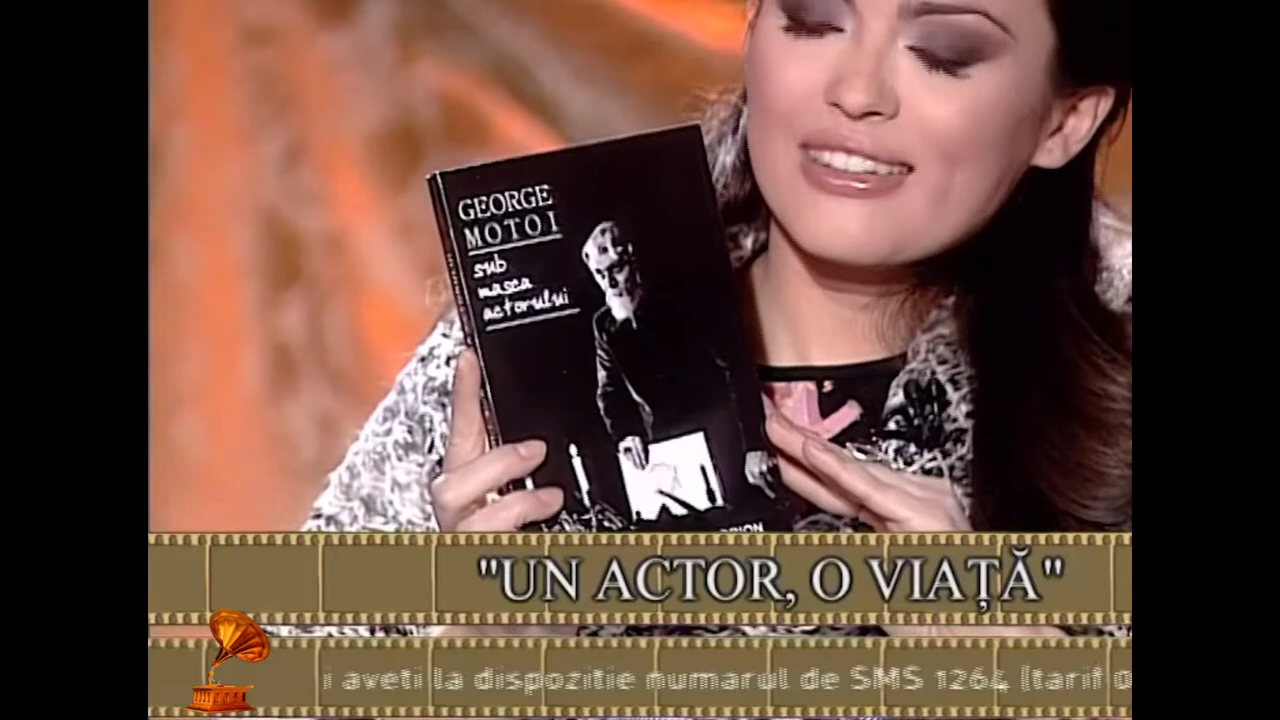 GEORGE
MOTOI
sub
masca
actorului
"UN ACTOR, O VIAȚĂ"
i aveti la dispozitie numarul de SMS 1264 (tarif